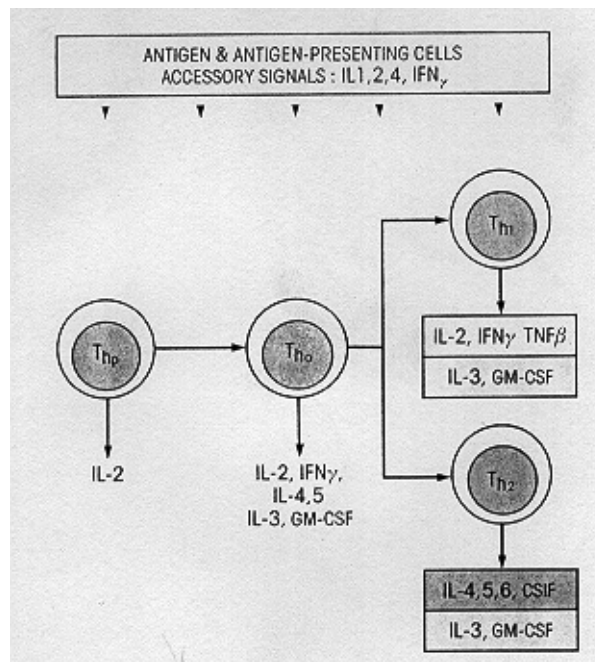 ANTIGEN & ANTIGEN-PRESENTING CELLS
ACCESSORY SIGNALS : IL1,2,4, IFNγ
Th1
IL-2, IFNγ TNFβ
IL-3, GM-CSF
Thp
Th0
IL-2
IL-2, IFNγ,
IL-4,5
IL-3, GM-CSF
Th2
IL-4,5,6, CSIF
IL-3, GM-CSF